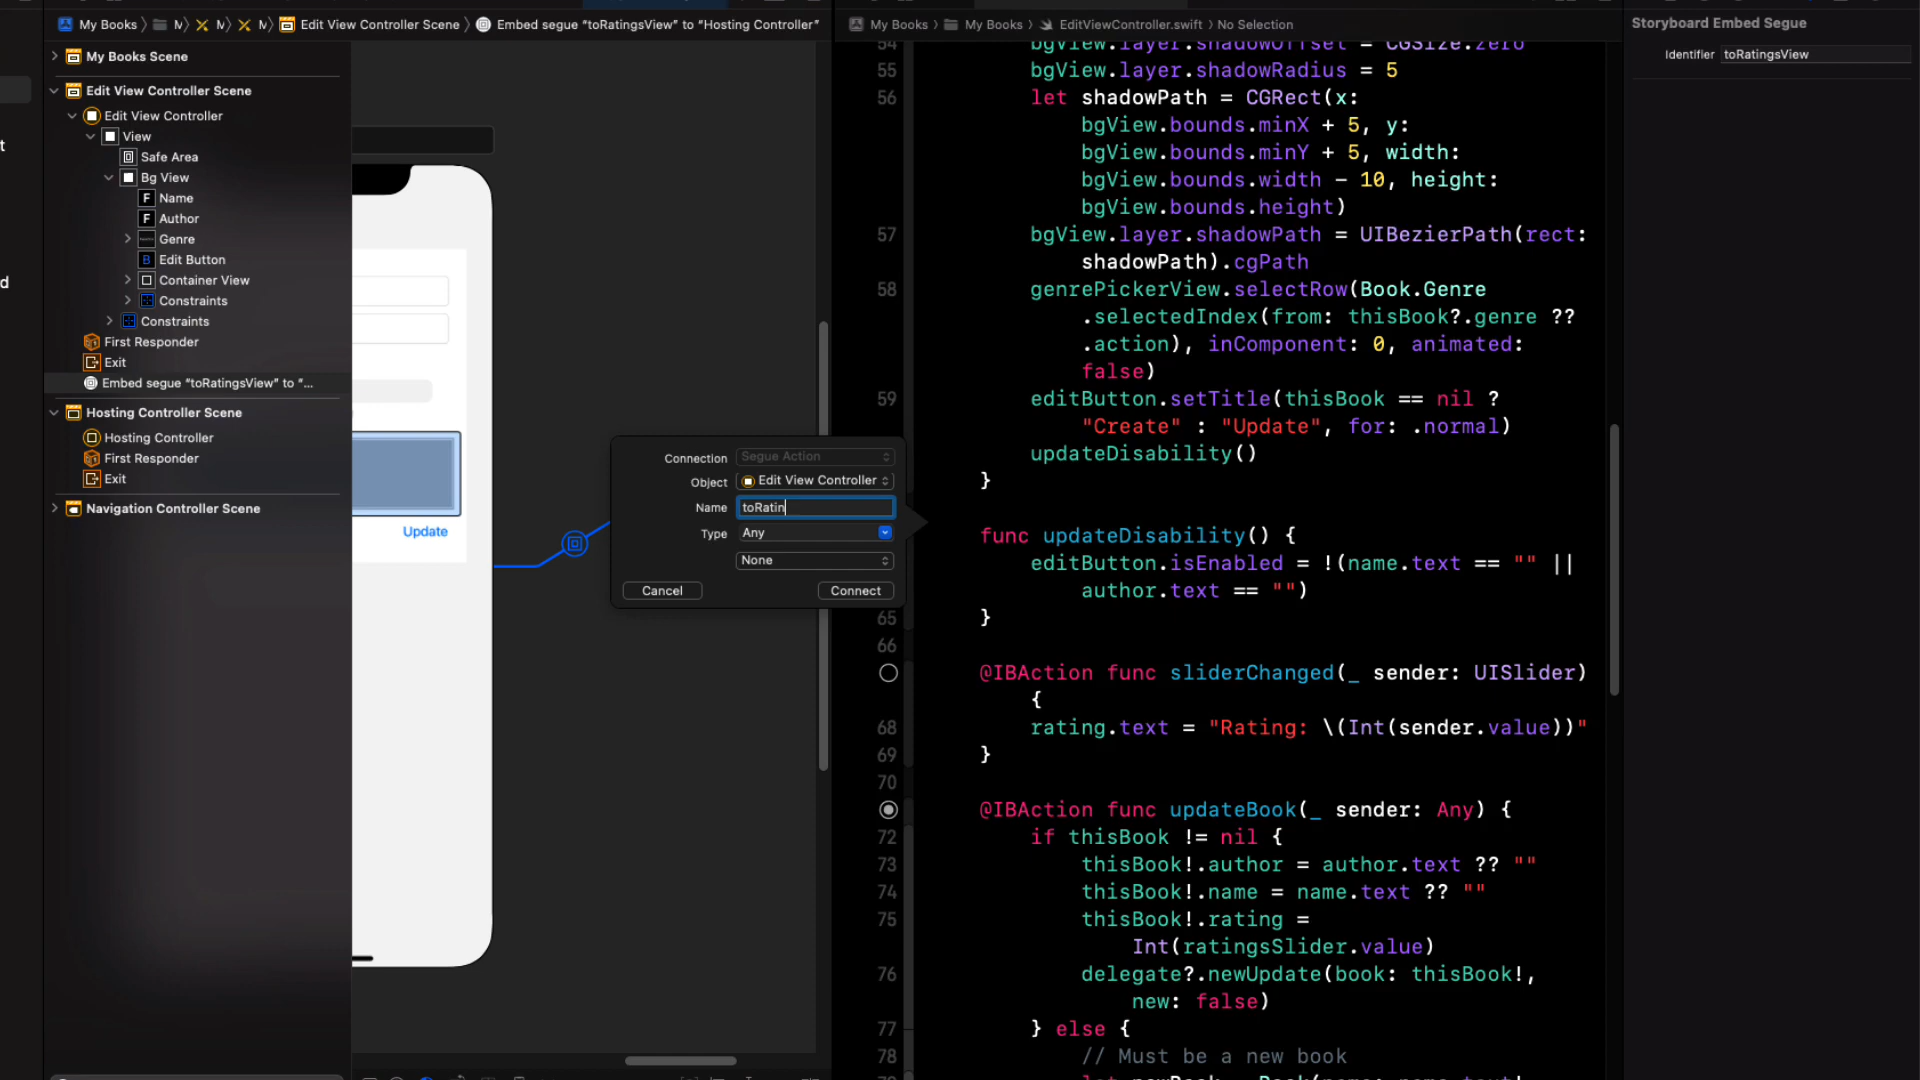 My Books
M
M
M
Edit View Controller Scene
Embed segue “toRatingsView” to “Hosting Controller”
My Books Scene
Edit View Controller Scene
Edit View Controller
View
Safe Area
Bg View
F Name
F Author
Genre
B Edit Button
Container View
Constraints
Constraints
First Responder
Exit
Embed segue “toRatingsView” to “...
Hosting Controller Scene
Hosting Controller
First Responder
Exit
Navigation Controller Scene
t
d
Update
Connection Segue Action
Object Edit View Controller
Name toRatin
Type Any
None
Cancel Connect
My Books
My Books
EditViewController.swift
No Selection
54 bgView.layer.shadowOffset = CGSize.zero
55 bgView.layer.shadowRadius = 5
56 let shadowPath = CGRect(x:
bgView.bounds.minX + 5, y:
bgView.bounds.minY + 5, width:
bgView.bounds.width - 10, height:
bgView.bounds.height)
57 bgView.layer.shadowPath = UIBezierPath(rect:
shadowPath).cgPath
58 genrePickerView.selectRow(Book.Genre
.selectedIndex(from: thisBook?.genre ??
.action), inComponent: 0, animated:
false)
59 editButton.setTitle(thisBook == nil ?
"Create" : "Update", for: .normal)
updateDisability()
}
func updateDisability() {
editButton.isEnabled = !(name.text == "" ||
author.text == "")
65 }
66
@IBAction func sliderChanged(_ sender: UISlider)
{
68 rating.text = "Rating: \(Int(sender.value))"
69 }
70
@IBAction func updateBook(_ sender: Any) {
72 if thisBook != nil {
73 thisBook!.author = author.text ?? ""
74 thisBook!.name = name.text ?? ""
75 thisBook!.rating =
Int(ratingsSlider.value)
76 delegate?.newUpdate(book: thisBook!,
new: false)
77 } else {
78 // Must be a new book
Storyboard Embed Segue
Identifier toRatingsView